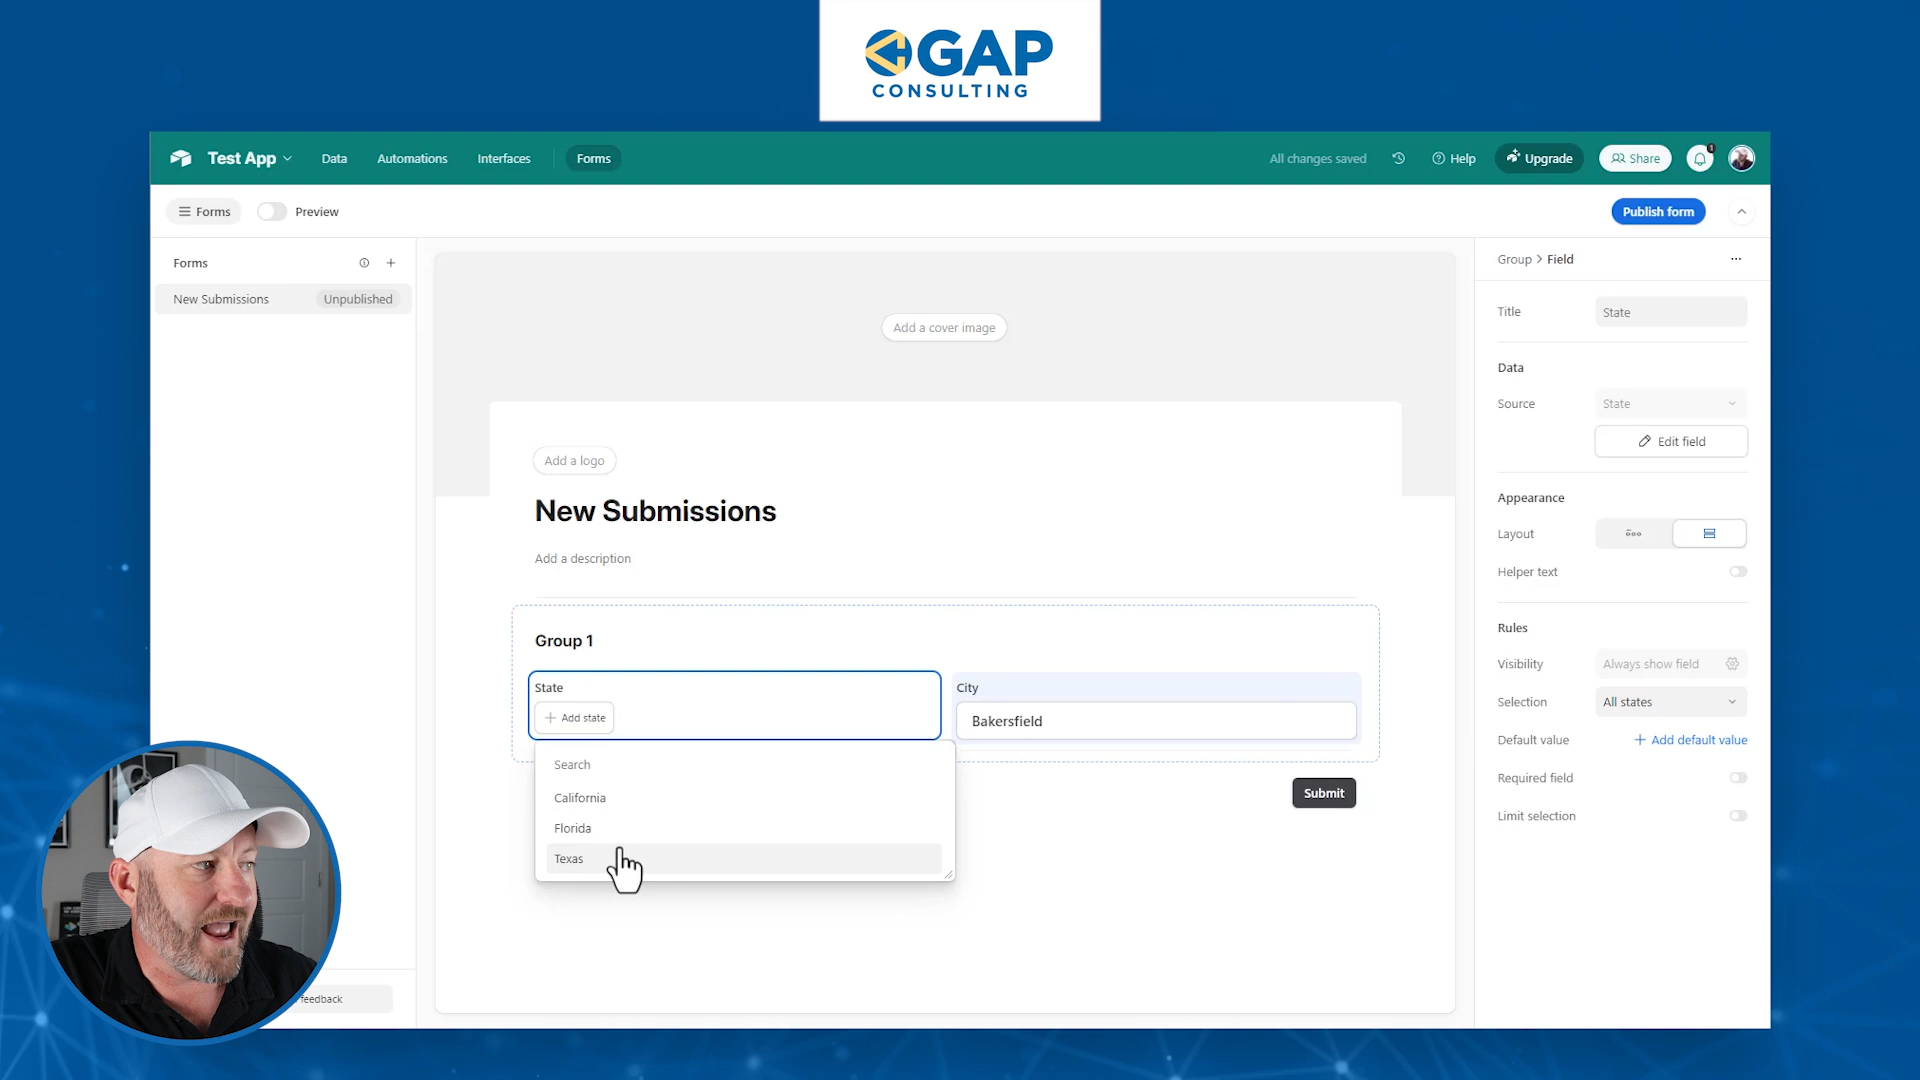 GAP
CONSULTING
Test App
Data
Automations
Interfaces
Forms
All changes saved
Help
Upgrade
Share
1
Forms
Preview
Publish form
Forms
New Submissions
Unpublished
Add a cover image
Add a logo
New Submissions
Add a description
Group 1
State
Add state
City
Bakersfield
Search
California
Florida
Texas
Submit
feedback
Group > Field
Title
State
Data
Source
State
Edit field
Appearance
Layout
Helper text
Rules
Visibility
Always show field
Selection
All states
Default value
+ Add default value
Required field
Limit selection